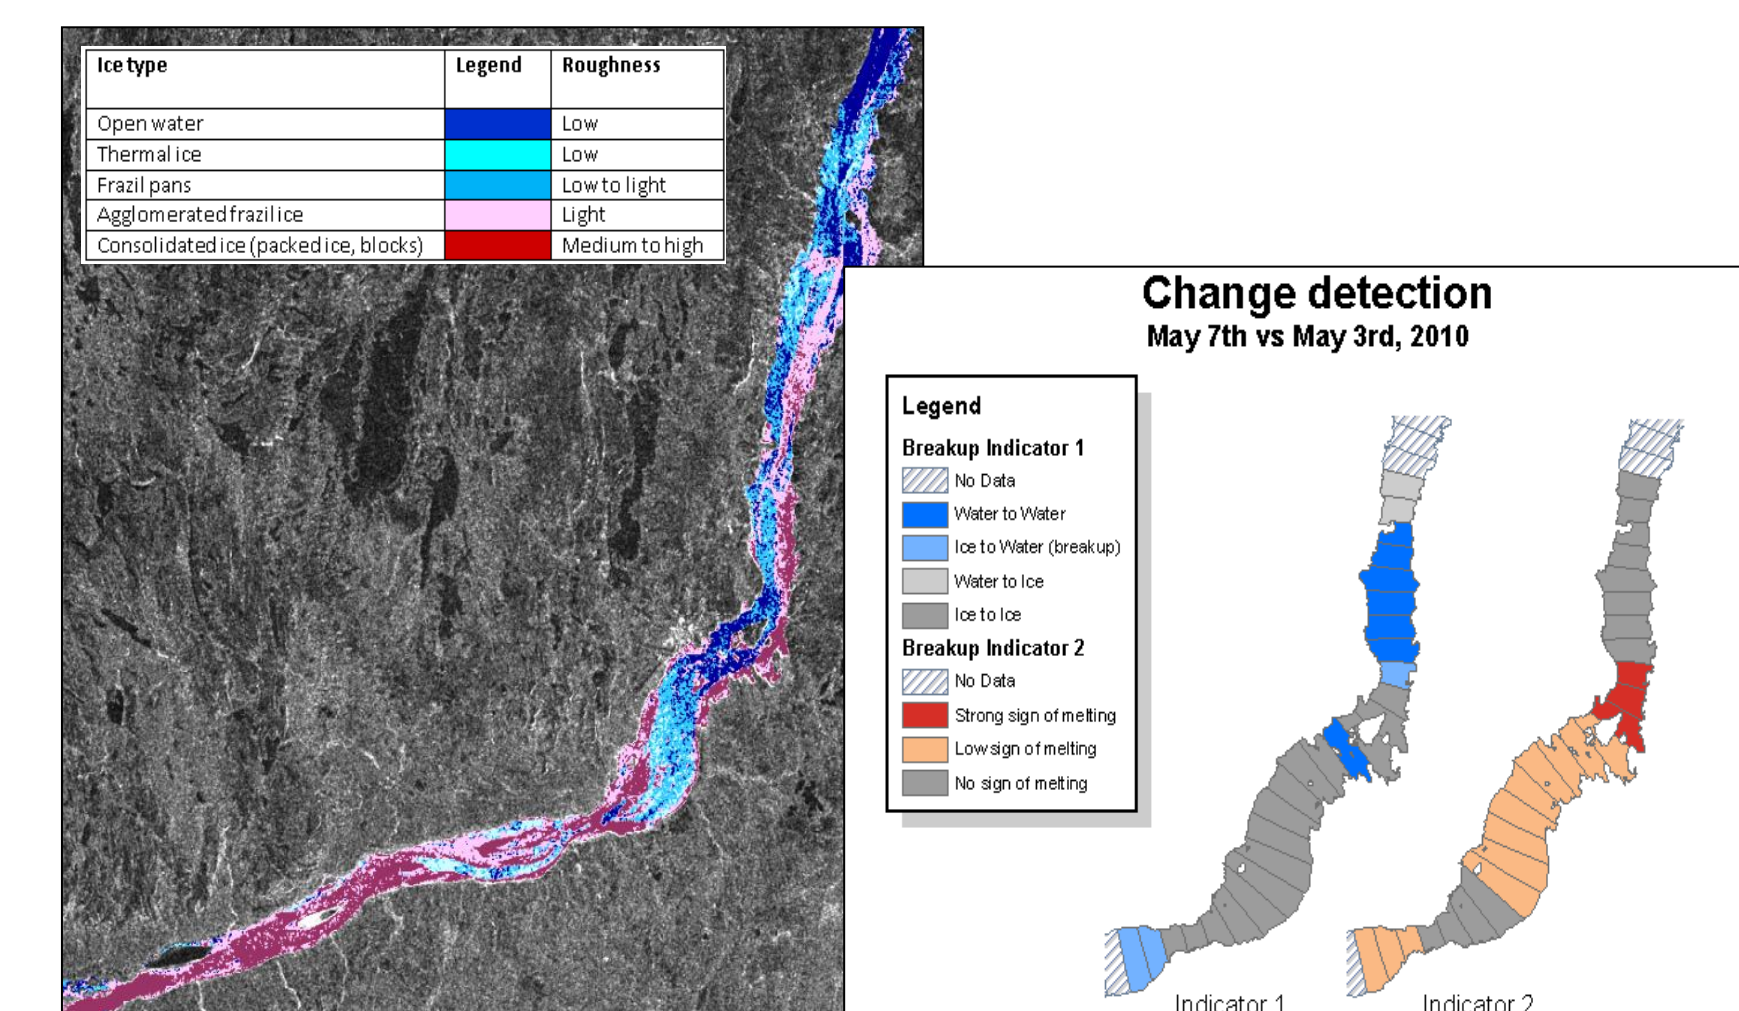 Ice type Legend Roughness
Open water Low
Thermal ice Low
Frazil pans Low to light
Agglomerated frazil ice Light
Consolidated ice (packed ice, blocks) Medium to high
Change detection
May 7th vs May 3rd, 2010
Legend
Breakup Indicator 1
No Data
Water to Water
Ice to Water (breakup)
Water to Ice
Ice to Ice
Breakup Indicator 2
No Data
Strong sign of melting
Low sign of melting
No sign of melting
Indicator 1 Indicator 2